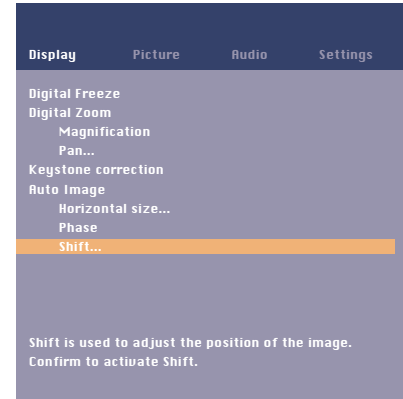 Display Picture Audio Settings
Digital Freeze
Digital Zoom
Magnification
Pan...
Keystone correction
Auto Image
Horizontal size...
Phase
Shift...
Shift is used to adjust the position of the image.
Confirm to activate Shift.